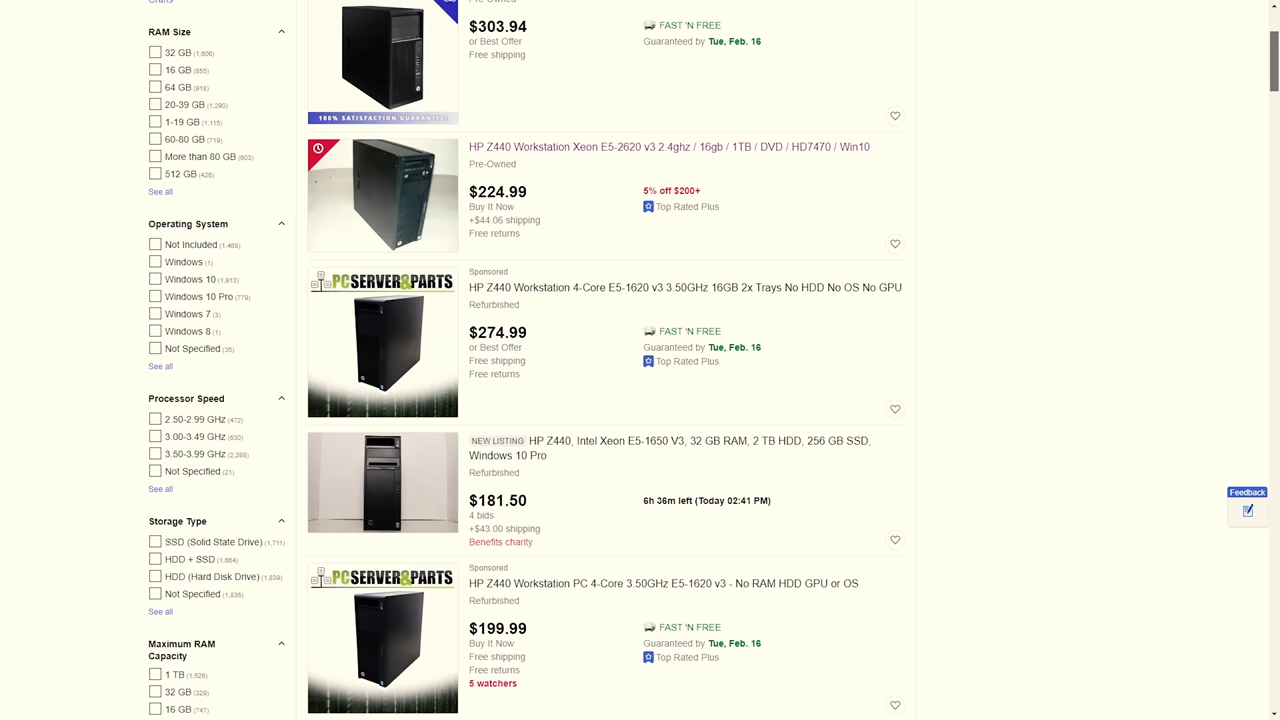 Crafts
RAM Size
32 GB (1,606)
16 GB (855)
64 GB (918)
20-39 GB (1,290)
1-19 GB (1,115)
60-80 GB (719)
More than 80 GB (603)
512 GB (426)
See all
Operating System
Not Included (1,468)
Windows (1)
Windows 10 (1,913)
Windows 10 Pro (779)
Windows 7 (3)
Windows 8 (1)
Not Specified (35)
See all
Processor Speed
2.50-2.99 GHz (472)
3.00-3.49 GHz (630)
3.50-3.99 GHz (2,288)
Not Specified (21)
See all
Storage Type
SSD (Solid State Drive) (1,711)
HDD + SSD (1,664)
HDD (Hard Disk Drive) (1,839)
Not Specified (1,836)
See all
Maximum RAM
Capacity
1 TB (1,526)
32 GB (329)
16 GB (747)
Pre-Owned
$303.94
or Best Offer
Free shipping
FAST 'N FREE
Guaranteed by Tue, Feb. 16
100% SATISFACTION GUARANTEE
HP Z440 Workstation Xeon E5-2620 v3 2.4ghz / 16gb / 1TB / DVD / HD7470 / Win10
Pre-Owned
$224.99
Buy It Now
+$44.06 shipping
Free returns
5% off $200+
Top Rated Plus
PCSERVER&PARTS
Sponsored
HP Z440 Workstation 4-Core E5-1620 v3 3.50GHz 16GB 2x Trays No HDD No OS No GPU
Refurbished
$274.99
or Best Offer
Free shipping
Free returns
FAST 'N FREE
Guaranteed by Tue, Feb. 16
Top Rated Plus
NEW LISTING HP Z440, Intel Xeon E5-1650 V3, 32 GB RAM, 2 TB HDD, 256 GB SSD,
Windows 10 Pro
Refurbished
$181.50
4 bids
+$43.00 shipping
Benefits charity
6h 36m left (Today 02:41 PM)
PCSERVER&PARTS
Sponsored
HP Z440 Workstation PC 4-Core 3.50GHz E5-1620 v3 - No RAM HDD GPU or OS
Refurbished
$199.99
Buy It Now
Free shipping
Free returns
5 watchers
FAST 'N FREE
Guaranteed by Tue, Feb. 16
Top Rated Plus
Feedback